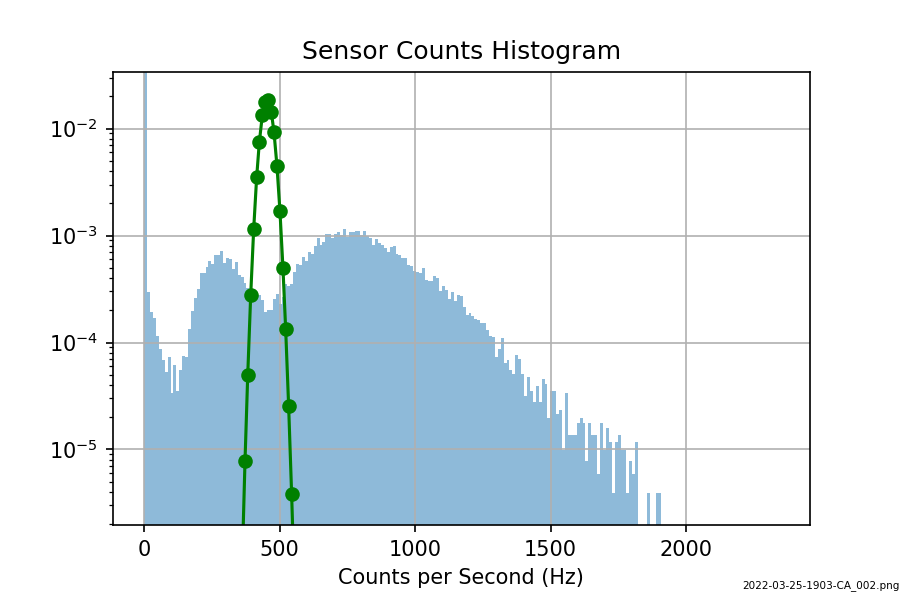 Sensor Counts Histogram
10⁻²
10⁻³
10⁻⁴
10⁻⁵
0 500 1000 1500 2000
Counts per Second (Hz)
2022-03-25-1903-CA_002.png